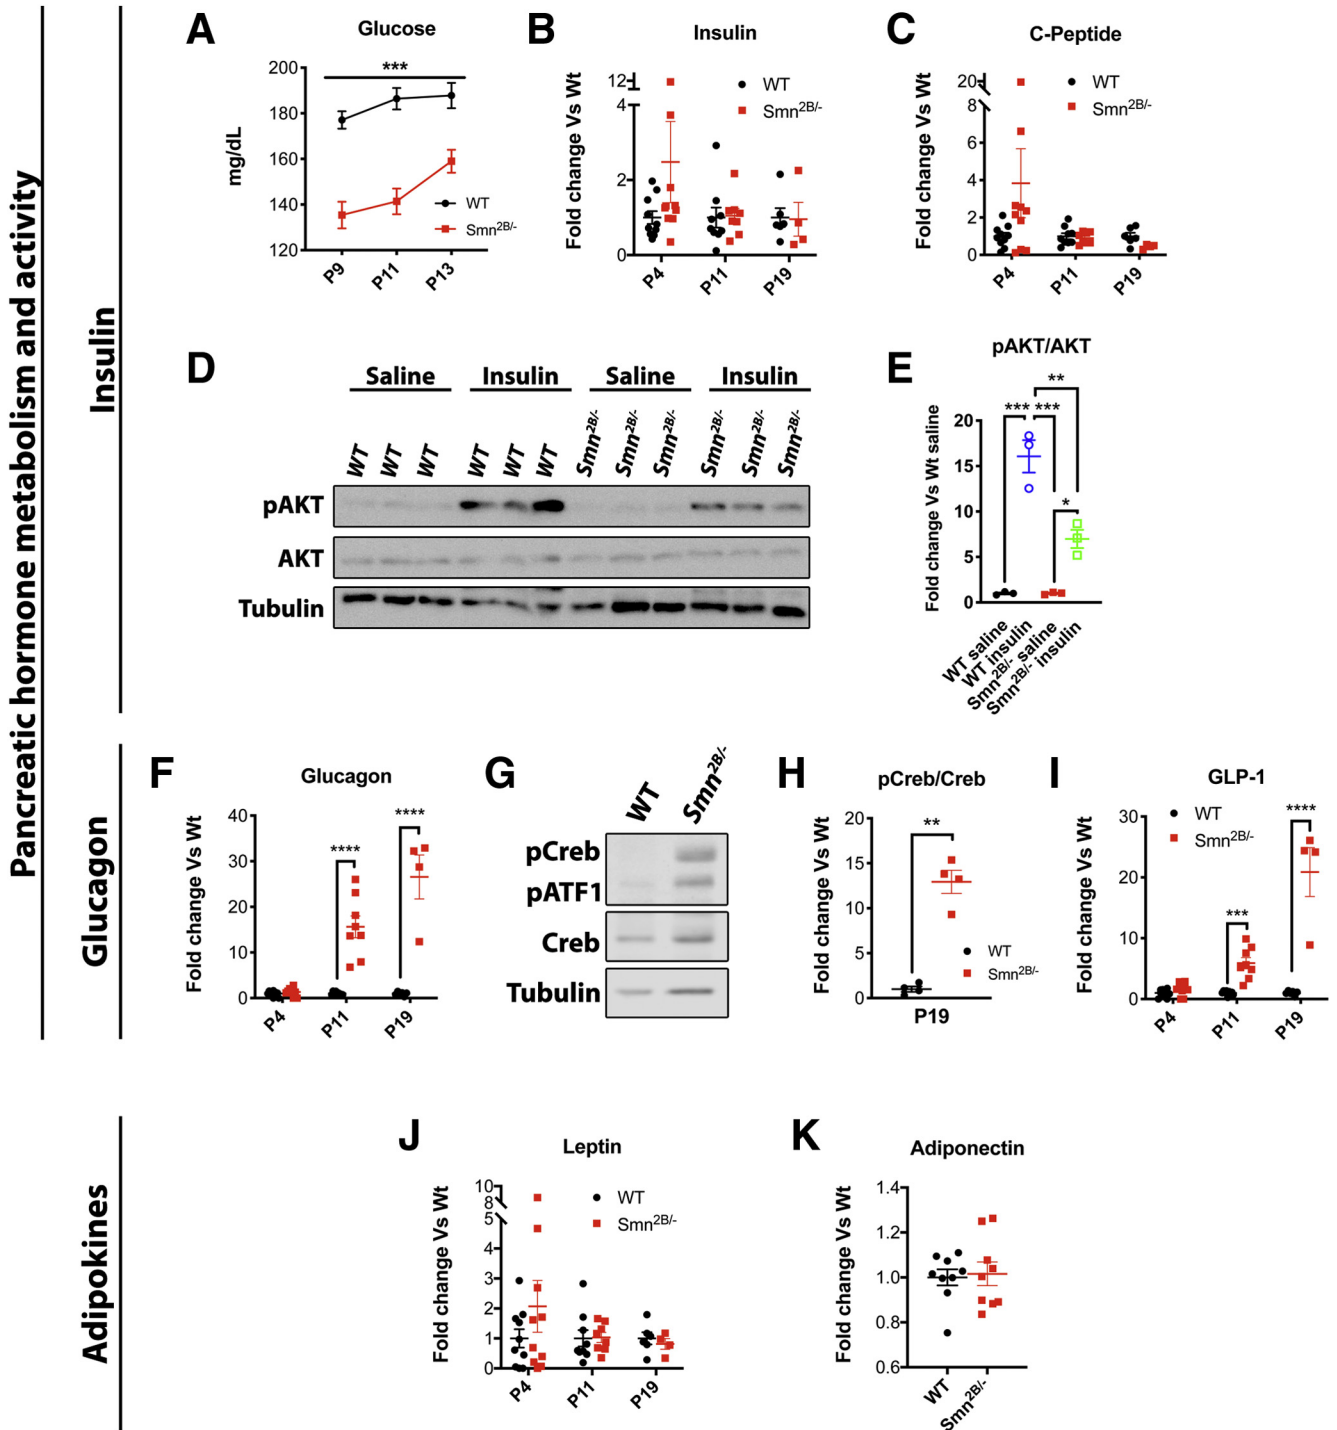 Pancreatic hormone metabolism and activity
Insulin
Glucagon
Adipokines
A
Glucose
***
mg/dL
200
180
160
140
120
WT
Smn2B/-
P9
P11
P13
B
Insulin
Fold change Vs Wt
12
4
2
0
WT
Smn2B/-
P4
P11
P19
C
C-Peptide
Fold change Vs Wt
20
8
6
4
2
0
WT
Smn2B/-
P4
P11
P19
D
Saline Insulin Saline Insulin
WT WT WT WT WT WT Smn2B/- Smn2B/- Smn2B/- Smn2B/- Smn2B/- Smn2B/-
pAKT
AKT
Tubulin
E
pAKT/AKT
**
*** ***
*
Fold change Vs Wt saline
20
15
10
5
0
WT saline
WT insulin
Smn2B/- saline
Smn2B/- insulin
F
Glucagon
Fold change Vs Wt
40
30
20
10
0
****
****
P4
P11
P19
G
WT Smn2B/-
pCreb
pATF1
Creb
Tubulin
H
pCreb/Creb
Fold change Vs Wt
20
15
10
5
0
**
WT
Smn2B/-
P19
I
GLP-1
Fold change Vs Wt
30
20
10
0
WT
Smn2B/-
***
****
P4
P11
P19
J
Leptin
Fold change Vs Wt
10
8
5
4
3
2
1
0
WT
Smn2B/-
P4
P11
P19
K
Adiponectin
Fold change Vs Wt
1.4
1.2
1.0
0.8
0.6
WT
Smn2B/-